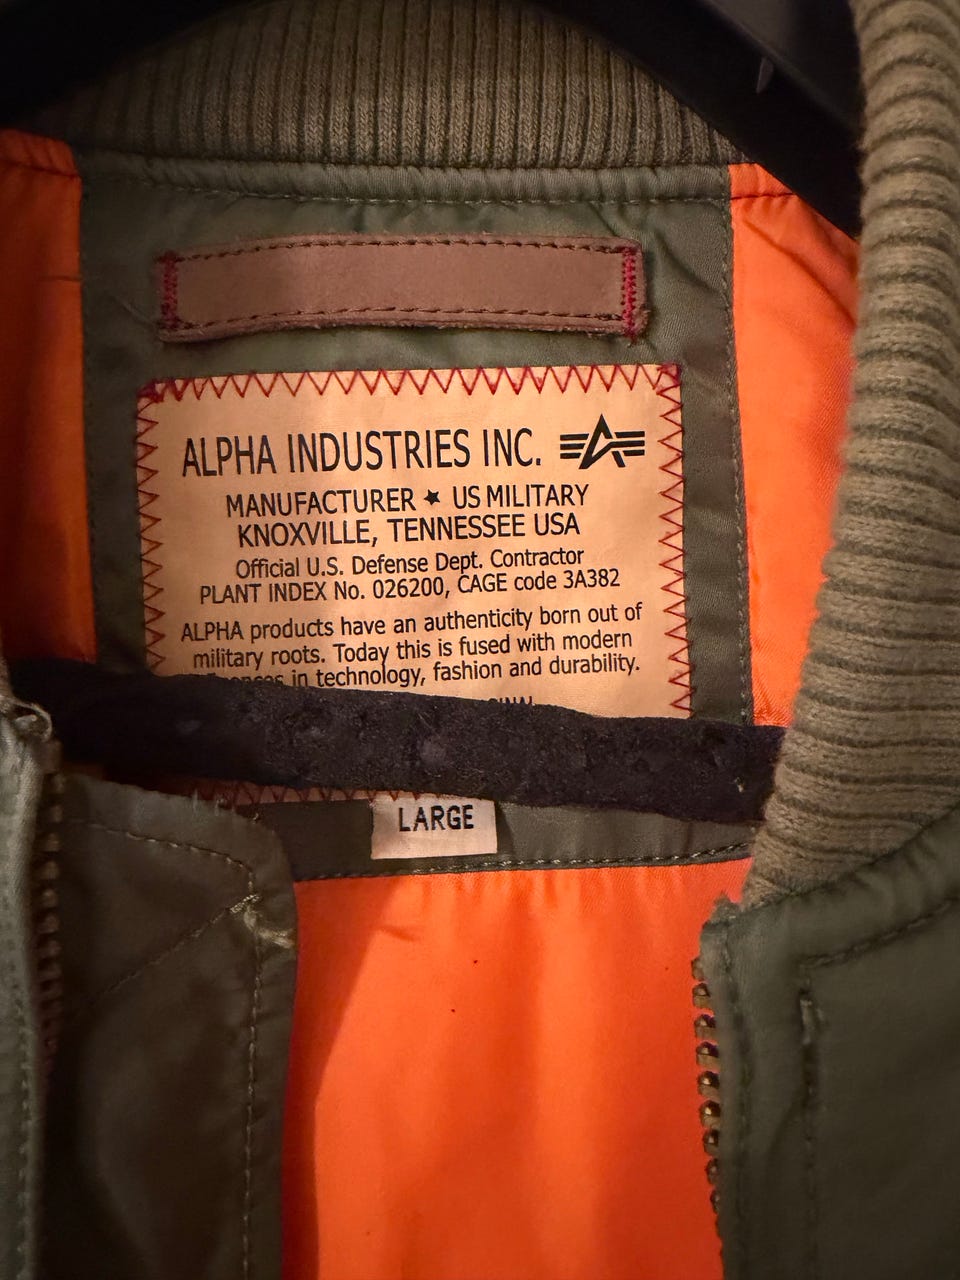 ALPHA INDUSTRIES INC.
MANUFACTURER ★ US MILITARY
KNOXVILLE, TENNESSEE USA
Official U.S. Defense Dept. Contractor
PLANT INDEX No. 026200, CAGE code 3A382
ALPHA products have an authenticity born out of
military roots. Today this is fused with modern
in technology, fashion and durability.
LARGE